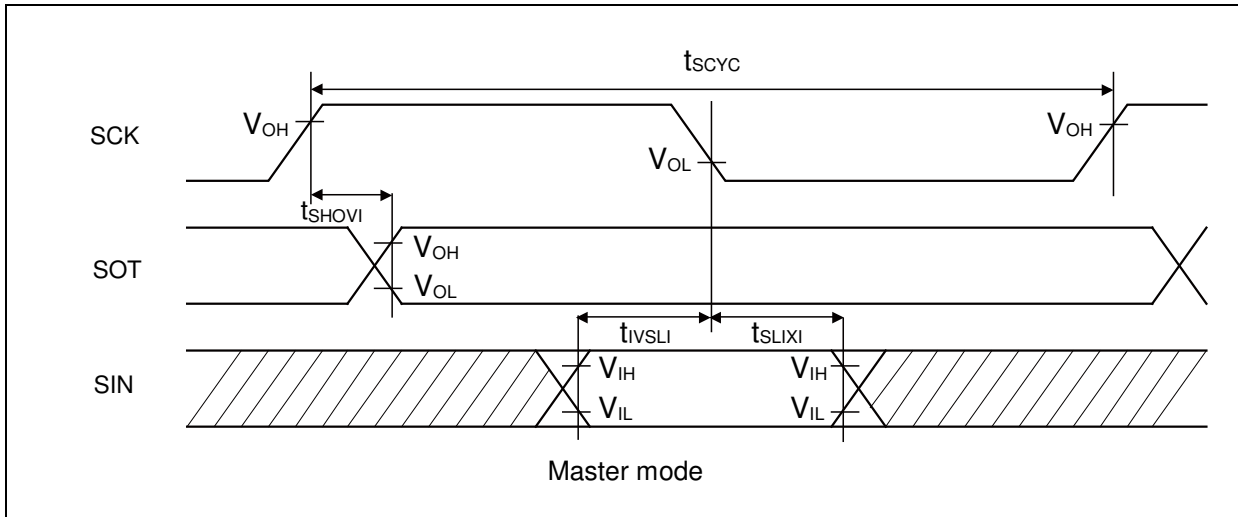 tSCYC
SCK
VOH
VOL
VOH
tSHOVI
SOT
VOH
VOL
tIVSLI
tSLIXI
SIN
VIH
VIL
VIH
VIL
Master mode